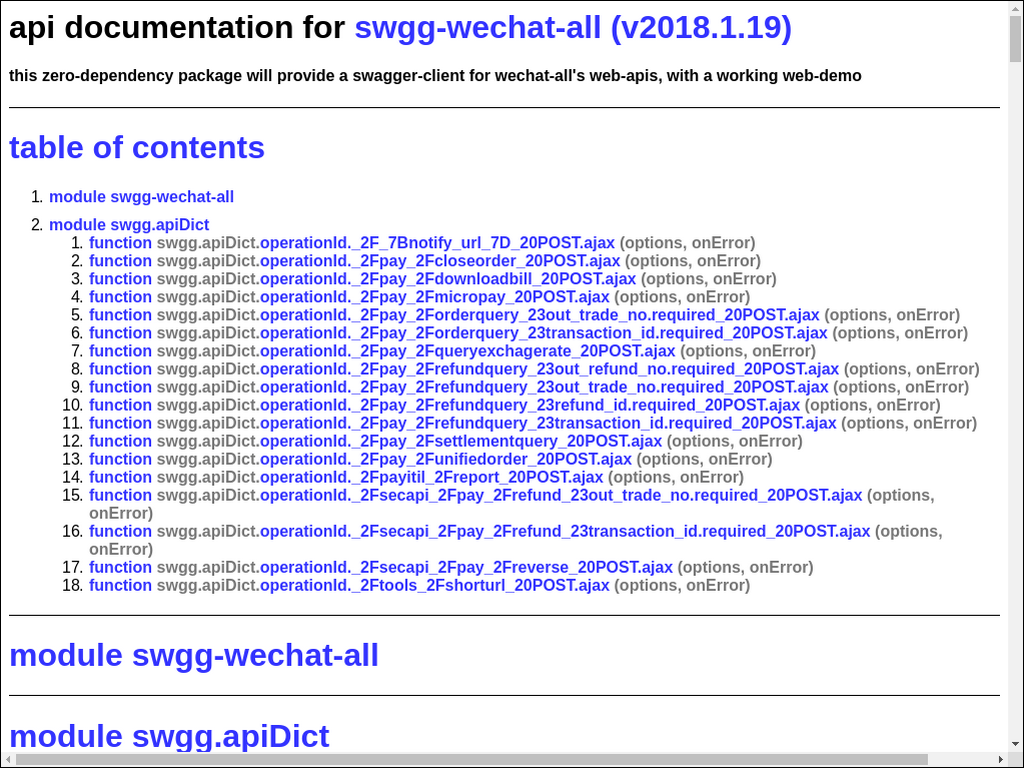 api documentation for swgg-wechat-all (v2018.1.19)
this zero-dependency package will provide a swagger-client for wechat-all's web-apis, with a working web-demo
table of contents
1. module swgg-wechat-all
2. module swgg.apiDict
1. function swgg.apiDict.operationId._2F_7Bnotify_url_7D_20POST.ajax (options, onError)
2. function swgg.apiDict.operationId._2Fpay_2Fcloseorder_20POST.ajax (options, onError)
3. function swgg.apiDict.operationId._2Fpay_2Fdownloadbill_20POST.ajax (options, onError)
4. function swgg.apiDict.operationId._2Fpay_2Fmicropay_20POST.ajax (options, onError)
5. function swgg.apiDict.operationId._2Fpay_2Forderquery_23out_trade_no.required_20POST.ajax (options, onError)
6. function swgg.apiDict.operationId._2Fpay_2Forderquery_23transaction_id.required_20POST.ajax (options, onError)
7. function swgg.apiDict.operationId._2Fpay_2Fqueryexchagerate_20POST.ajax (options, onError)
8. function swgg.apiDict.operationId._2Fpay_2Frefundquery_23out_refund_no.required_20POST.ajax (options, onError)
9. function swgg.apiDict.operationId._2Fpay_2Frefundquery_23out_trade_no.required_20POST.ajax (options, onError)
10. function swgg.apiDict.operationId._2Fpay_2Frefundquery_23refund_id.required_20POST.ajax (options, onError)
11. function swgg.apiDict.operationId._2Fpay_2Frefundquery_23transaction_id.required_20POST.ajax (options, onError)
12. function swgg.apiDict.operationId._2Fpay_2Fsettlementquery_20POST.ajax (options, onError)
13. function swgg.apiDict.operationId._2Fpay_2Funifiedorder_20POST.ajax (options, onError)
14. function swgg.apiDict.operationId._2Fpayitil_2Freport_20POST.ajax (options, onError)
15. function swgg.apiDict.operationId._2Fsecapi_2Fpay_2Frefund_23out_trade_no.required_20POST.ajax (options,
onError)
16. function swgg.apiDict.operationId._2Fsecapi_2Fpay_2Frefund_23transaction_id.required_20POST.ajax (options,
onError)
17. function swgg.apiDict.operationId._2Fsecapi_2Fpay_2Freverse_20POST.ajax (options, onError)
18. function swgg.apiDict.operationId._2Ftools_2Fshorturl_20POST.ajax (options, onError)
module swgg-wechat-all
module swgg.apiDict